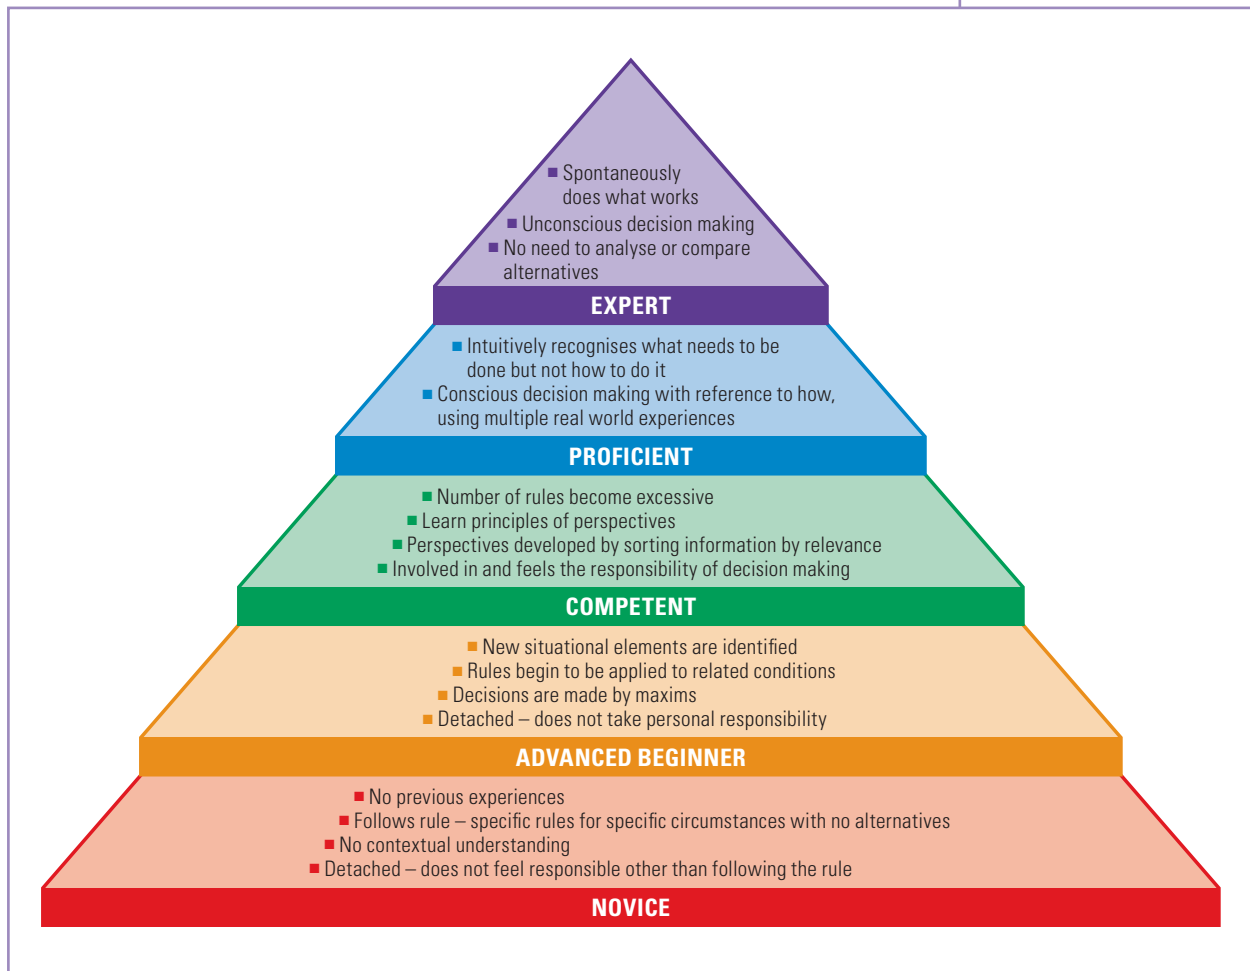 ■ Spontaneously
does what works
■ Unconscious decision making
■ No need to analyse or compare
alternatives
EXPERT
■ Intuitively recognises what needs to be
done but not how to do it
■ Conscious decision making with reference to how,
using multiple real world experiences
PROFICIENT
■ Number of rules become excessive
■ Learn principles of perspectives
■ Perspectives developed by sorting information by relevance
■ Involved in and feels the responsibility of decision making
COMPETENT
■ New situational elements are identified
■ Rules begin to be applied to related conditions
■ Decisions are made by maxims
■ Detached – does not take personal responsibility
ADVANCED BEGINNER
■ No previous experiences
■ Follows rule – specific rules for specific circumstances with no alternatives
■ No contextual understanding
■ Detached – does not feel responsible other than following the rule
NOVICE